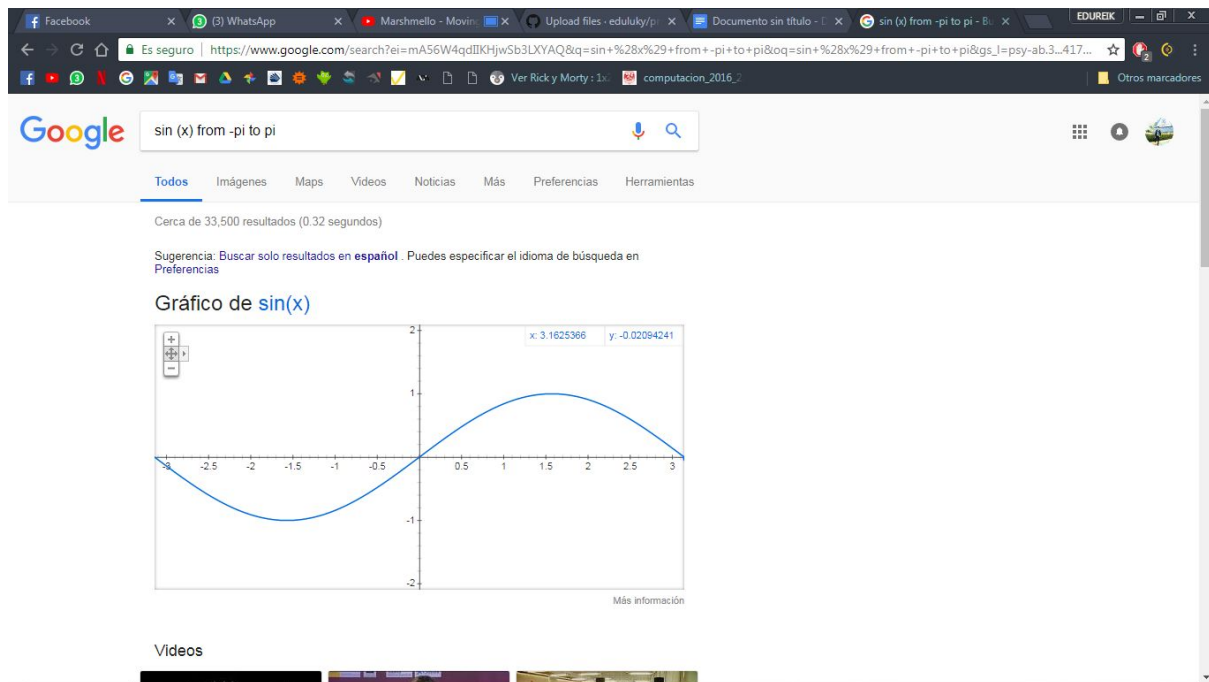 Facebook
(3) WhatsApp
Marshmello - Movin
Upload files · eduluky/p
Documento sin título - D
sin (x) from -pi to pi - Bu
EDUREIK
Es seguro
https://www.google.com/search?ei=mA56W4qdIIKHjwSb3LXYAQ&q=sin+%28x%29+from+-pi+to+pi&oq=sin+%28x%29+from+-pi+to+pi&gs_l=psy-ab.3...417...
2
Ver Rick y Morty : 1x
computacion_2016_2
Otros marcadores
Google
sin (x) from -pi to pi
Todos Imágenes Maps Videos Noticias Más Preferencias Herramientas
Cerca de 33,500 resultados (0.32 segundos)
Sugerencia: Buscar solo resultados en español . Puedes especificar el idioma de búsqueda en
Preferencias
Gráfico de sin(x)
x: 3.1625366 y: -0.02094241
2
1
-3 -2.5 -2 -1.5 -1 -0.5 0.5 1 1.5 2 2.5 3
-1
-2
Más información
Videos